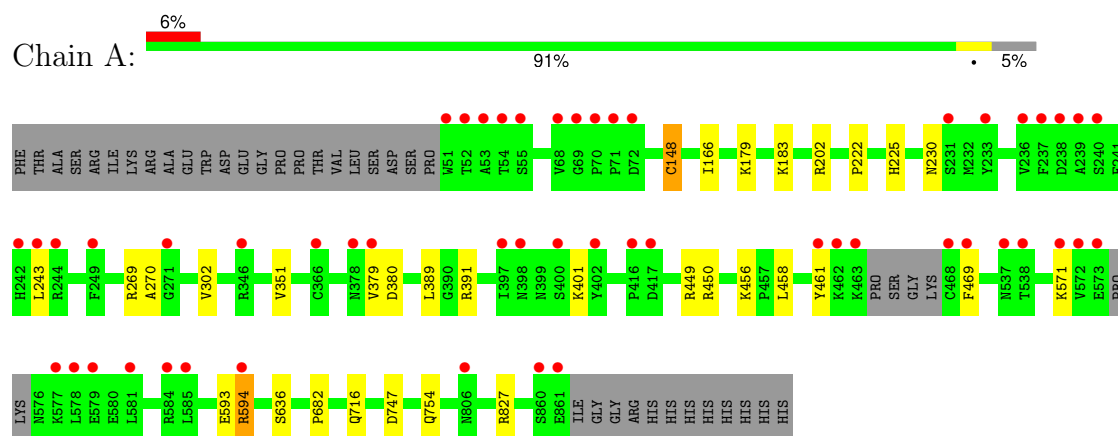 6%
Chain A:
91% • 5%
PHE THR ALA SER ARG ILE LYS ARG ALA GLU TRP ASP GLU GLY PRO PRO THR VAL LEU SER ASP SER PRO W51 T52 A53 T54 S55 V68 G69 P70 P71 D72 C148 I166 K179 K183 R202 P222 H225 N230 S231 M232 Y233 V236 F237 D238 A239 S240
H242 L243 R244 F249 R269 A270 G271 V302 R346 V351 C366 N378 V379 D380 L389 G390 R391 I397 N398 N399 S400 K401 Y402 P416 D417 R449 R450 K456 P457 L458 Y461 K462 K463 PRO SER GLY LYS C468 F469 N537 T538 K571 V572 E573 PRO
LYS N576 K577 L578 E579 E580 L581 R584 L585 E593 R594 S636 P682 Q716 D747 Q754 N806 R827 S860 E861 ILE GLY GLY ARG HIS HIS HIS HIS HIS HIS HIS HIS